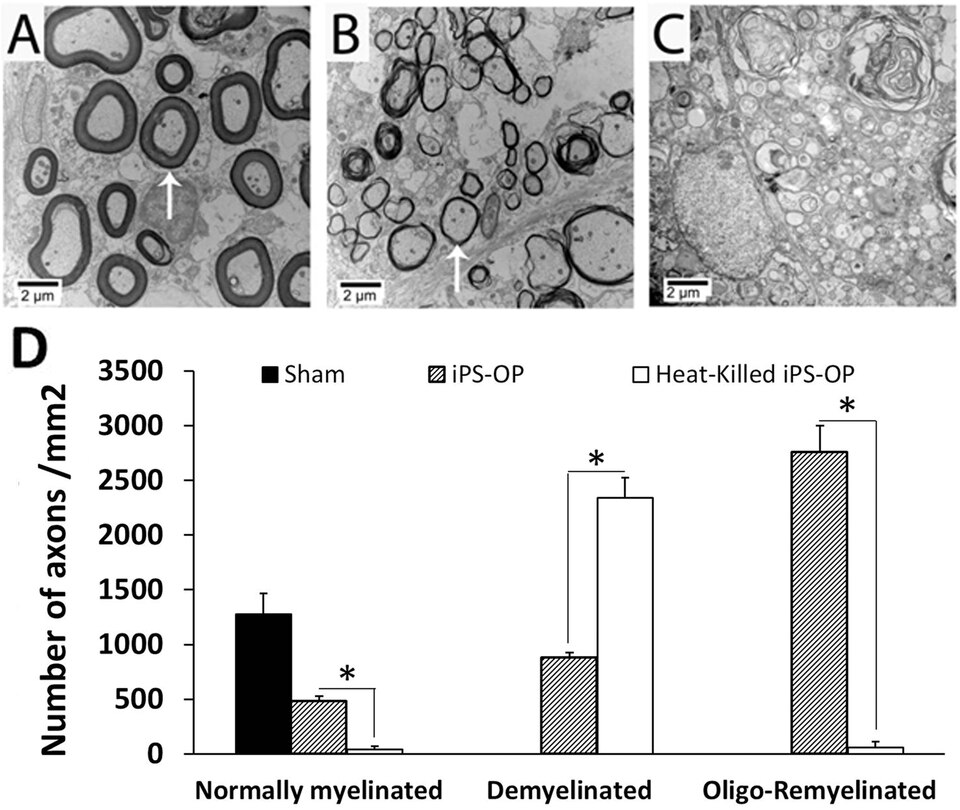 A
B
C
2 µm
2 µm
2 µm
D
Number of axons /mm2
3500
3000
2500
2000
1500
1000
500
0
Sham
iPS-OP
Heat-Killed iPS-OP
*
*
*
Normally myelinated
Demyelinated
Oligo-Remyelinated